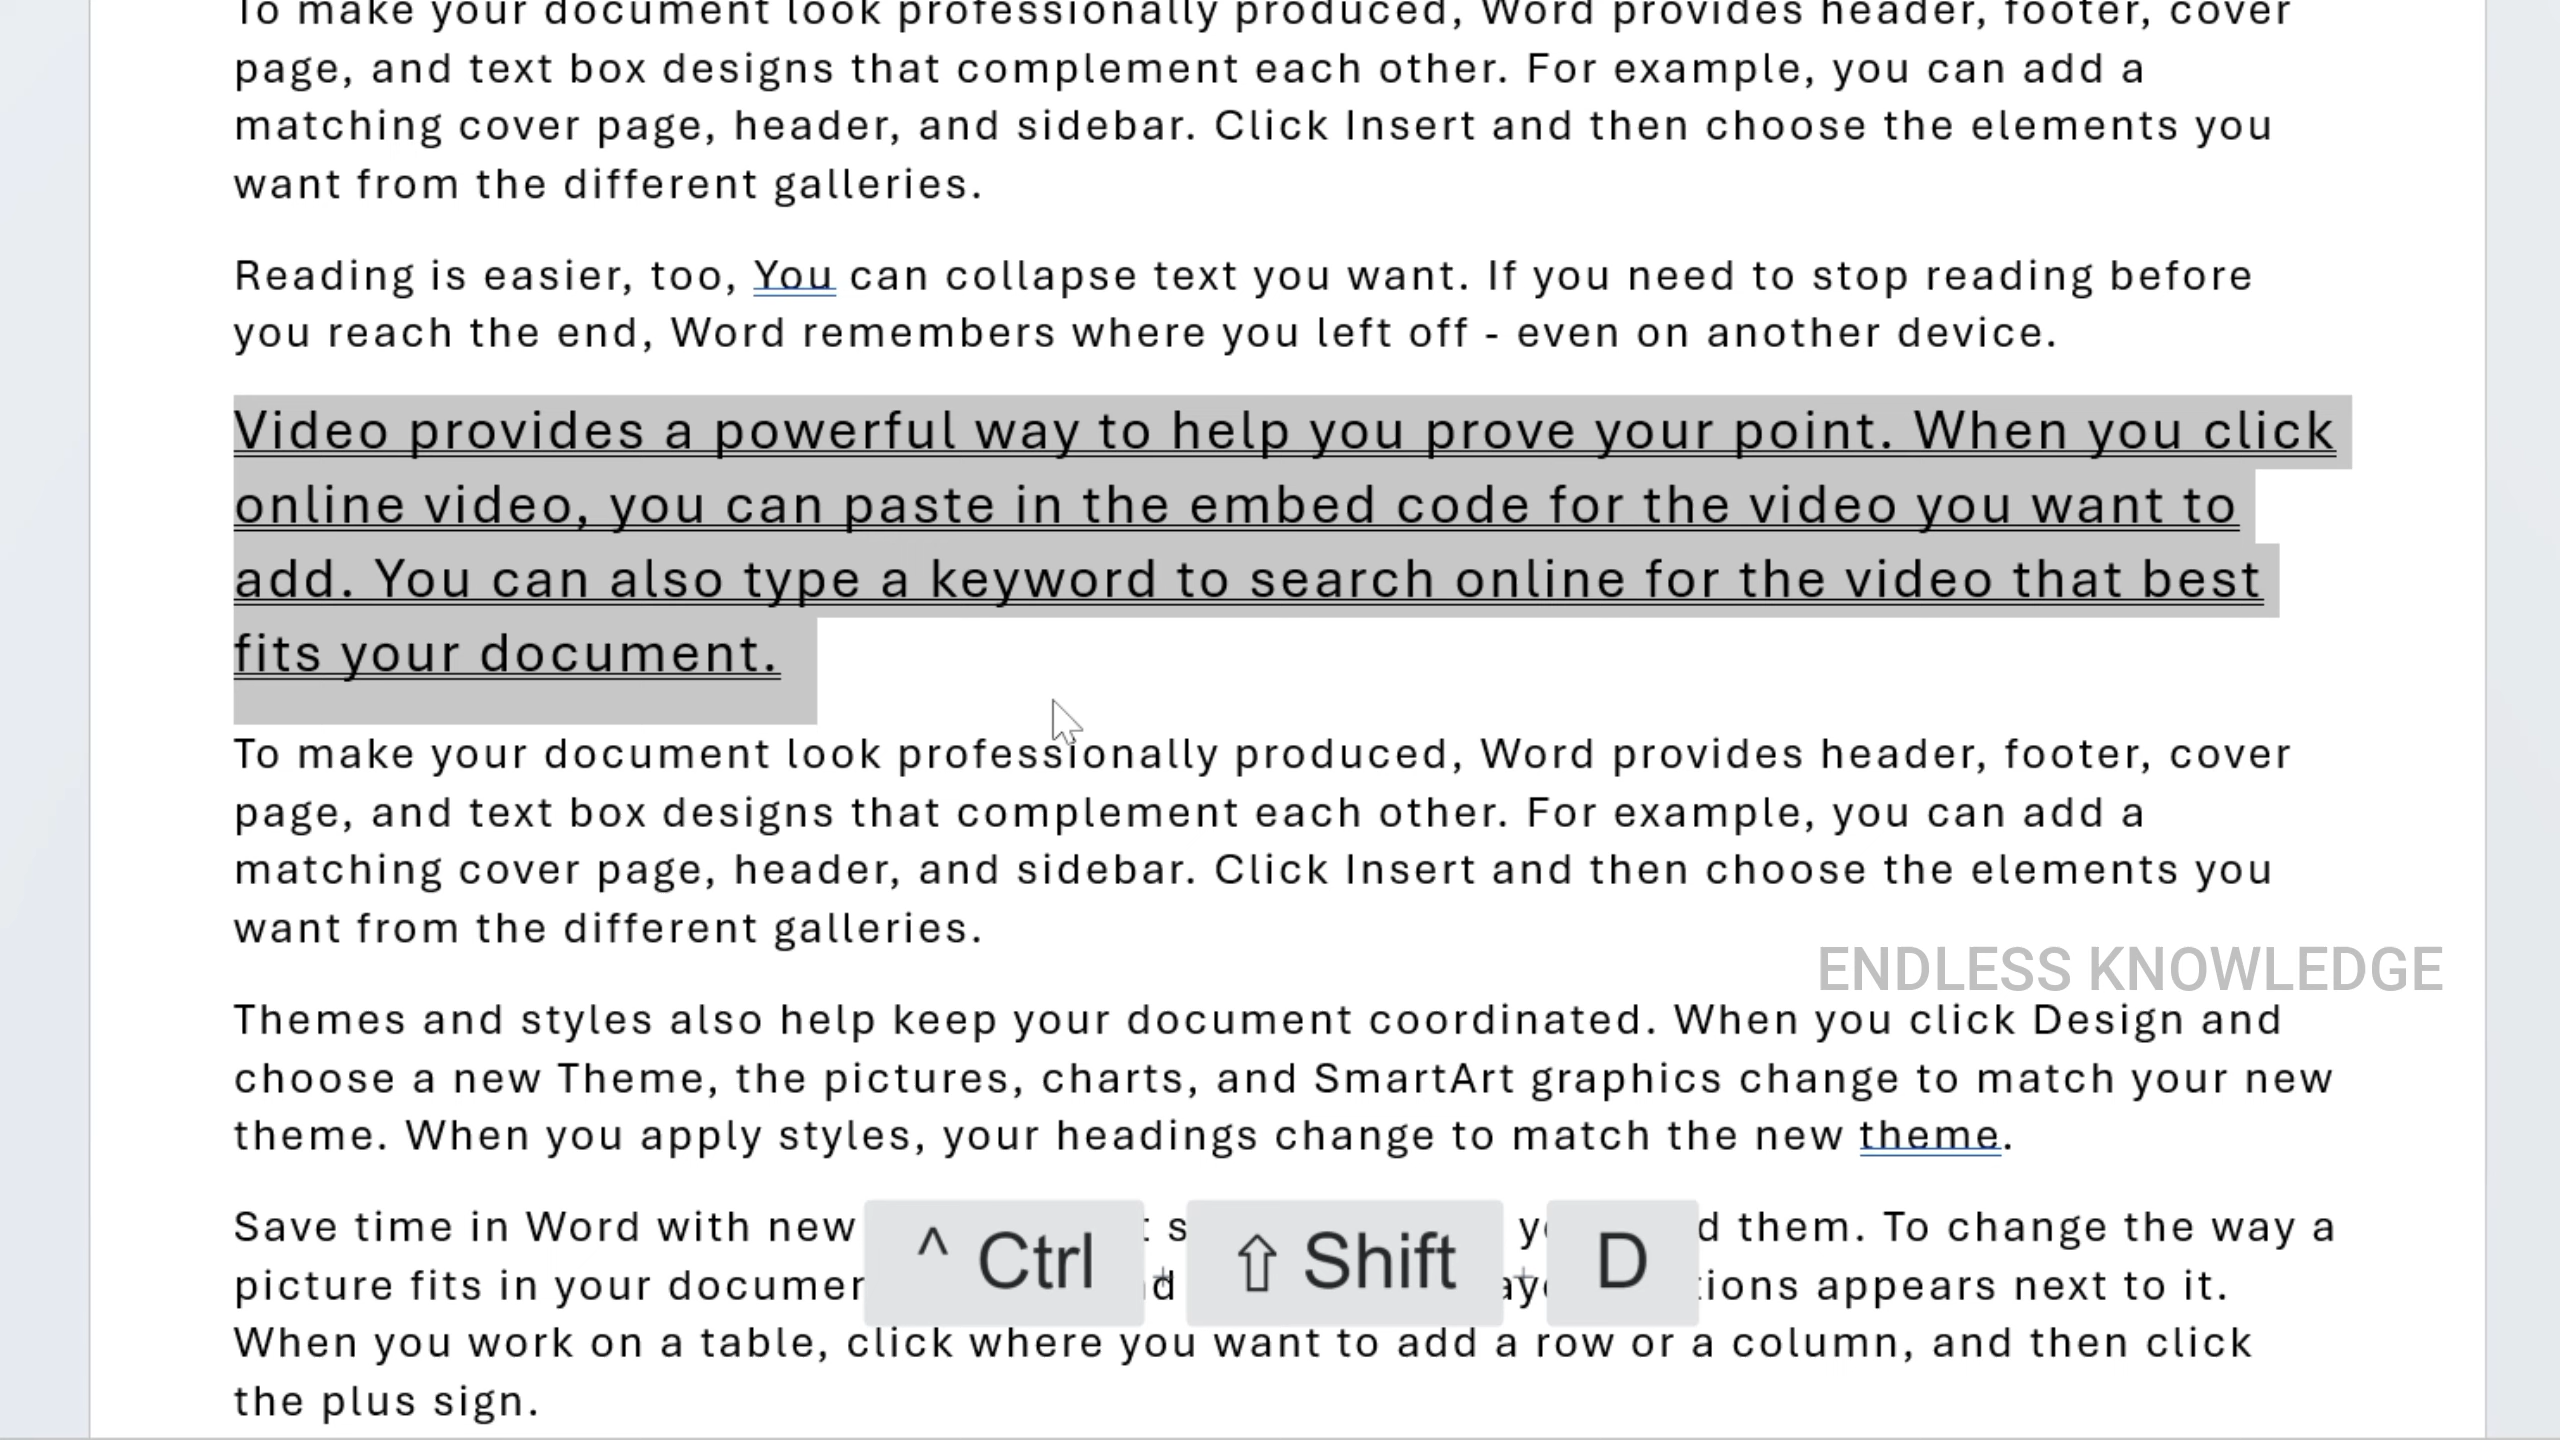 To make your document look professionally produced, Word provides header, footer, cover
page, and text box designs that complement each other. For example, you can add a
matching cover page, header, and sidebar. Click Insert and then choose the elements you
want from the different galleries.
Reading is easier, too, You can collapse text you want. If you need to stop reading before
you reach the end, Word remembers where you left off - even on another device.
Video provides a powerful way to help you prove your point. When you click
online video, you can paste in the embed code for the video you want to
add. You can also type a keyword to search online for the video that best
fits your document.
To make your document look professionally produced, Word provides header, footer, cover
page, and text box designs that complement each other. For example, you can add a
matching cover page, header, and sidebar. Click Insert and then choose the elements you
want from the different galleries.
ENDLESS KNOWLEDGE
Themes and styles also help keep your document coordinated. When you click Design and
choose a new Theme, the pictures, charts, and SmartArt graphics change to match your new
theme. When you apply styles, your headings change to match the new theme.
Save time in Word with new them. To change the way a
^ Ctrl + ⇧ Shift + D
picture fits in your appears next to it.
When you work on a table, click where you want to add a row or a column, and then click
the plus sign.